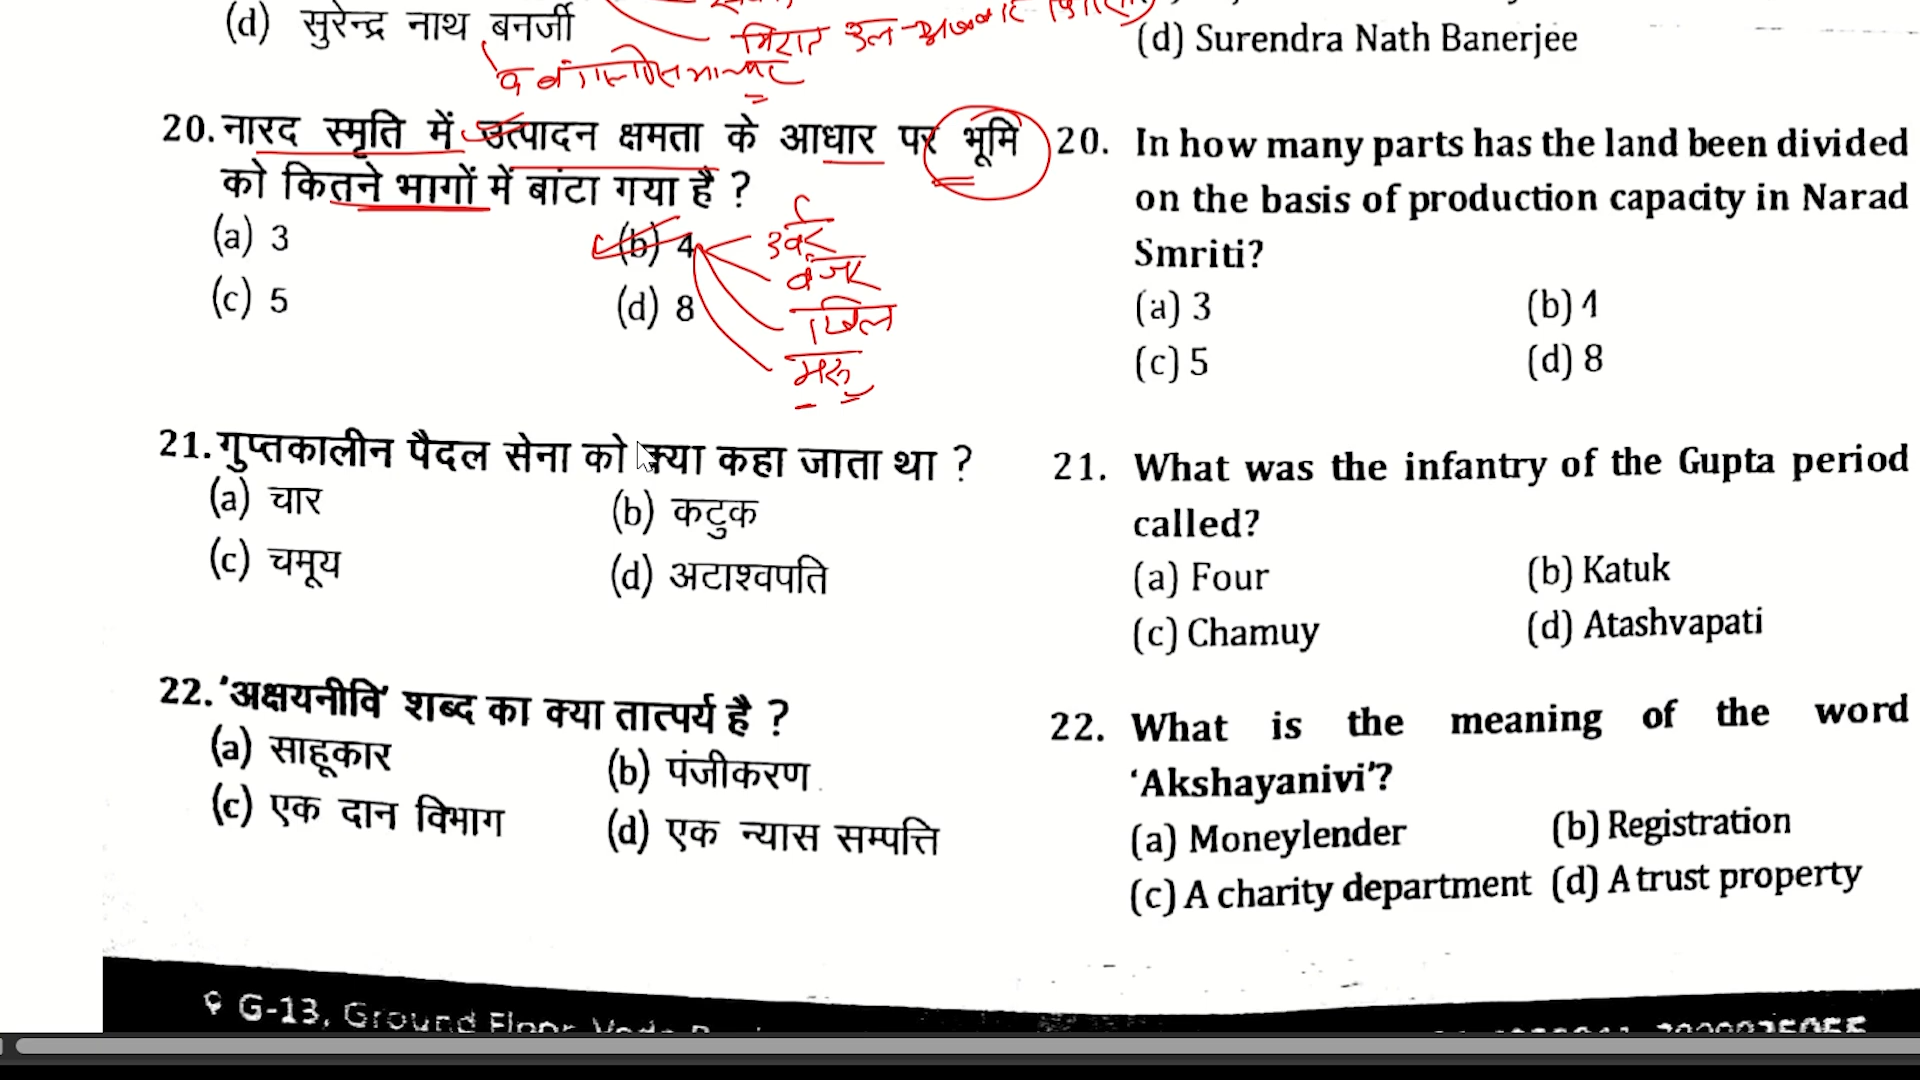 (d) सुरेन्द्र नाथ बनर्जी
20. नारद स्मृति में उत्पादन क्षमता के आधार पर भूमि
को कितने भागों में बांटा गया है ?
(a) 3 (b) 4
(c) 5 (d) 8
उर्वर
बंजर
खिल
मरु
21. गुप्तकालीन पैदल सेना को क्या कहा जाता था ?
(a) चार (b) कटुक
(c) चमूय (d) अटाश्वपति
22. 'अक्षयनीवि' शब्द का क्या तात्पर्य है ?
(a) साहूकार (b) पंजीकरण
(c) एक दान विभाग (d) एक न्यास सम्पत्ति
(d) Surendra Nath Banerjee
20. In how many parts has the land been divided
on the basis of production capacity in Narad
Smriti?
(a) 3 (b) 4
(c) 5 (d) 8
21. What was the infantry of the Gupta period
called?
(a) Four (b) Katuk
(c) Chamuy (d) Atashvapati
22. What is the meaning of the word
'Akshayanivi'?
(a) Moneylender (b) Registration
(c) A charity department (d) A trust property
G-13, Ground Floor,